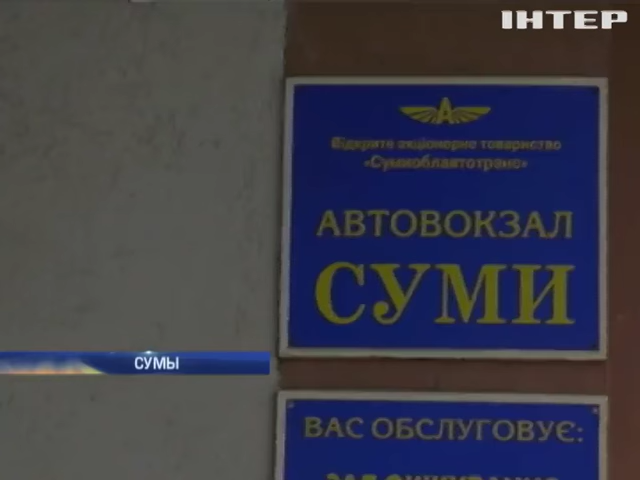 ІНТЕР
А
Відкрите акціонерне товариство
«Сумиоблавтотранс»
АВТОВОКЗАЛ
СУМИ
СУМЫ
ВАС ОБСЛУГОВУЄ: